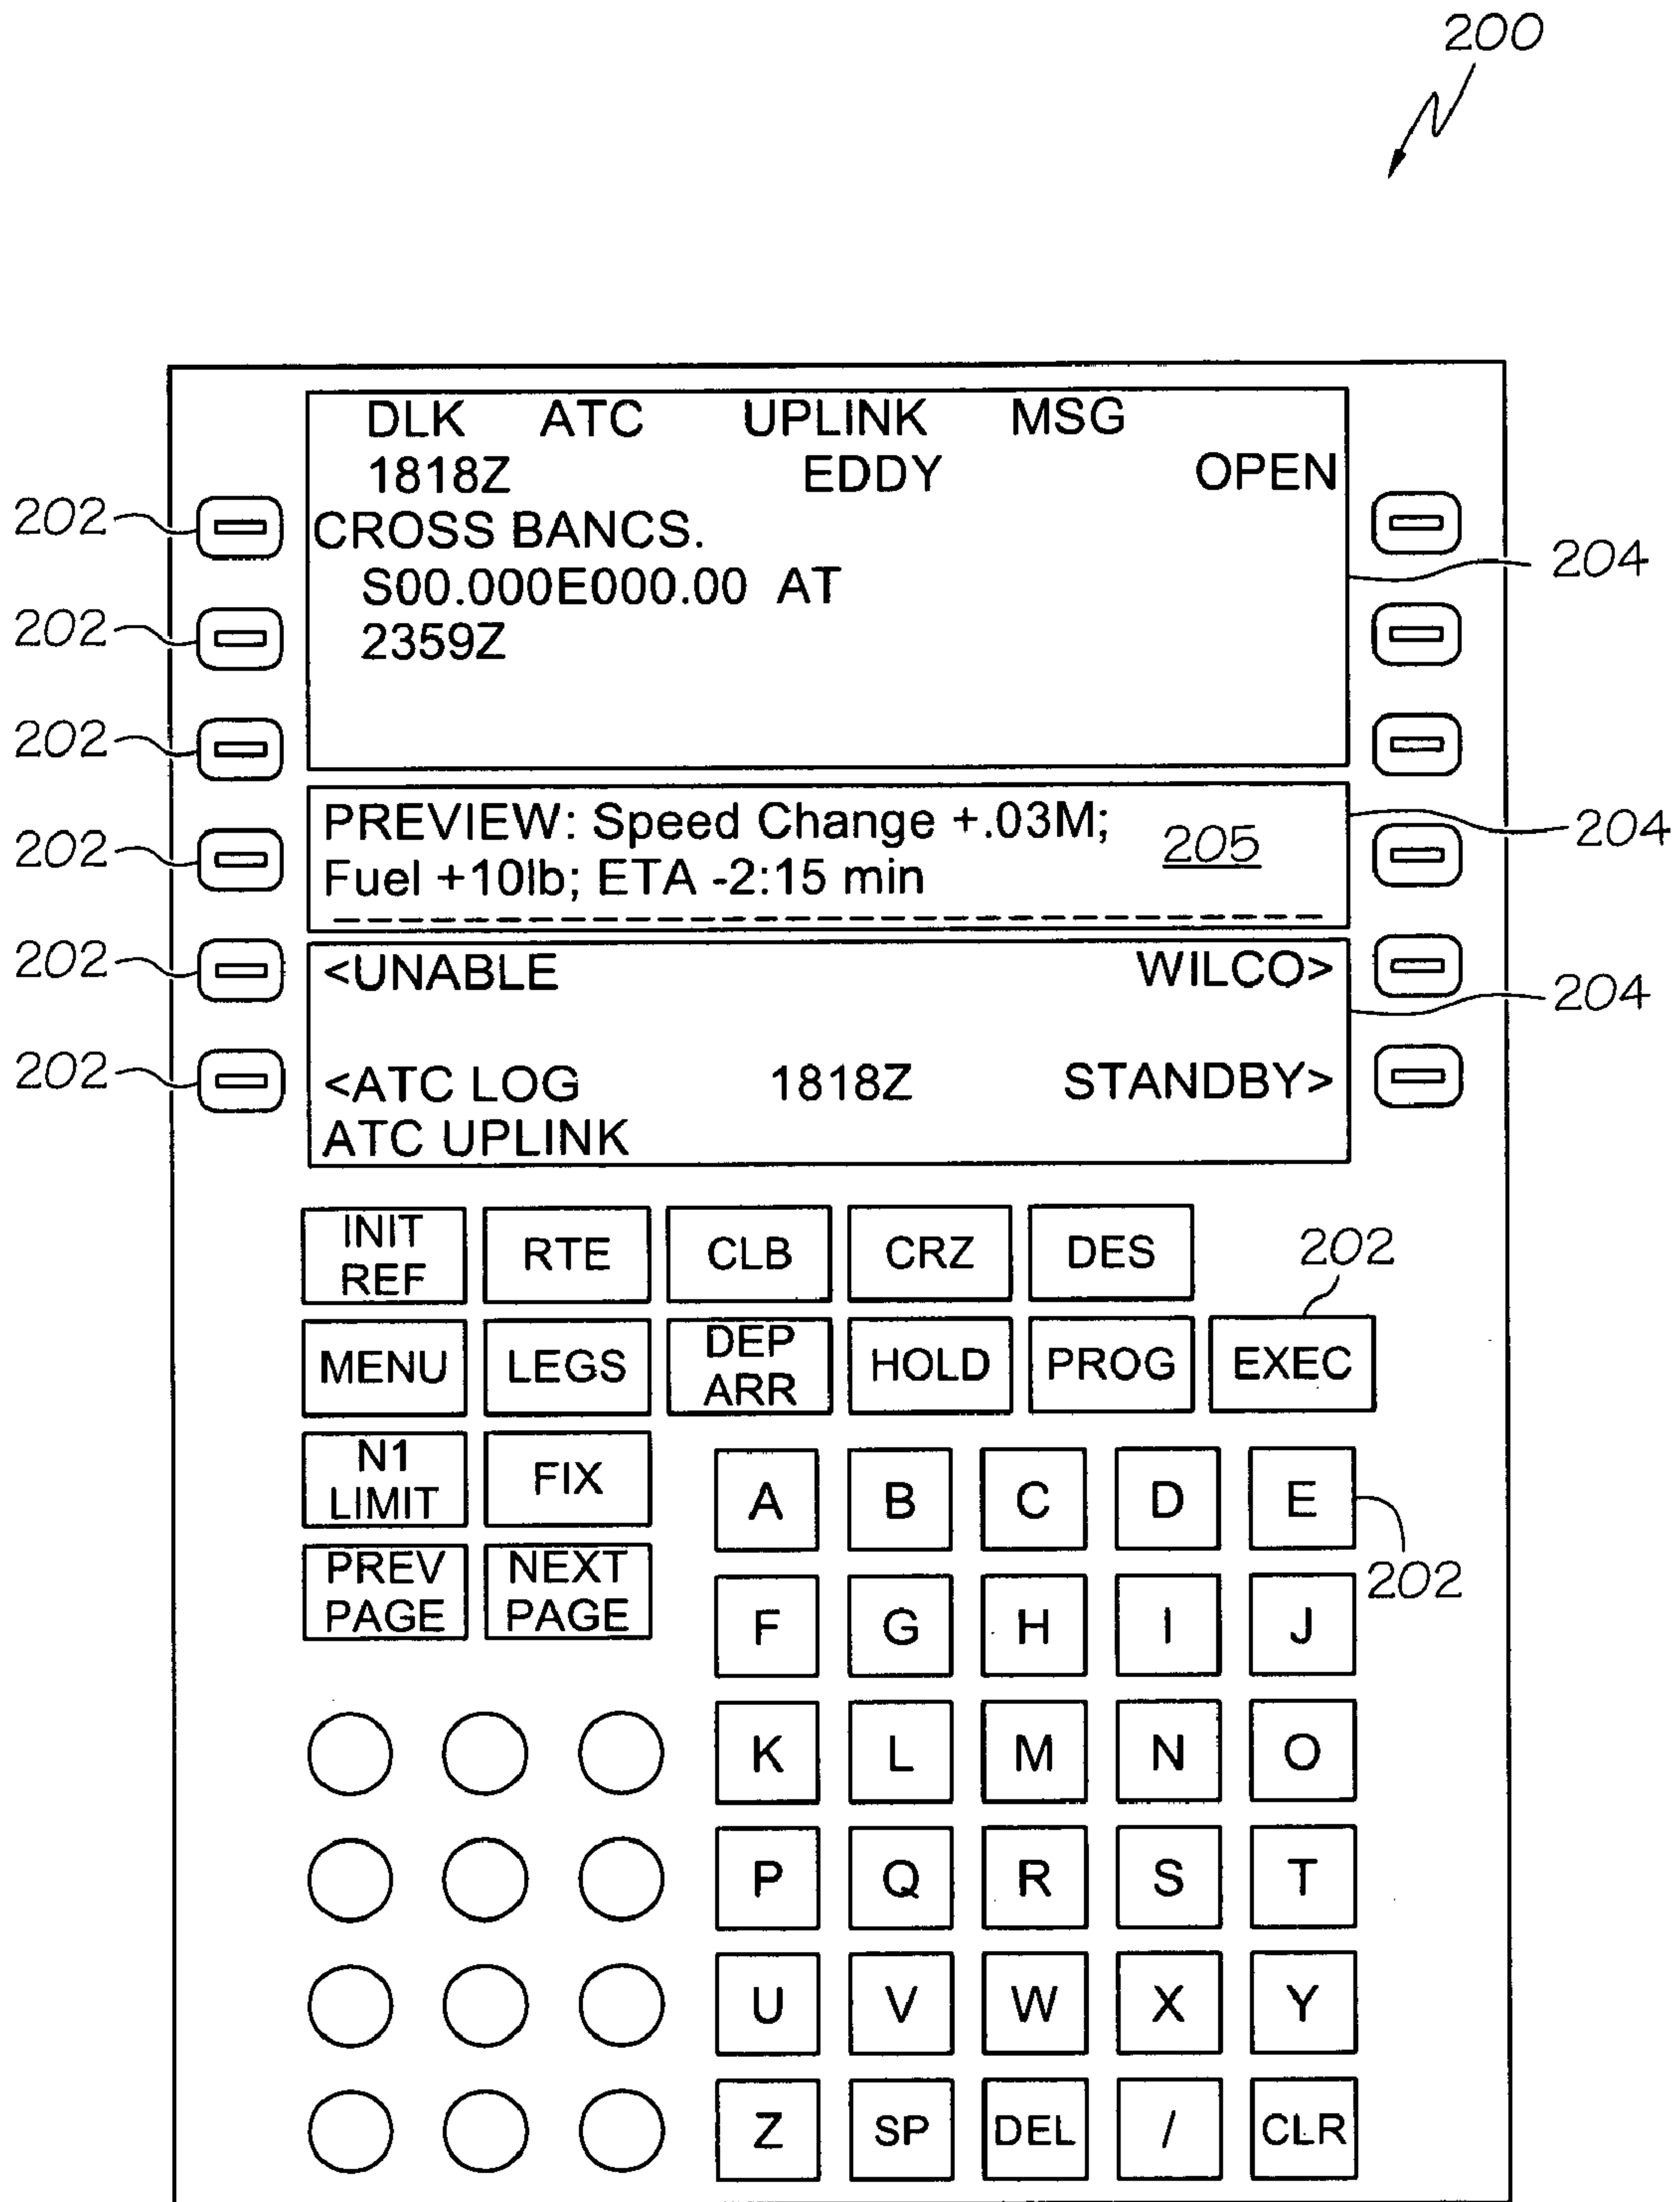 200
DLK ATC UPLINK MSG
1818Z EDDY OPEN
202 CROSS BANCS.
S00.000E000.00 AT 204
202 2359Z
202
PREVIEW: Speed Change +.03M; 204
202 Fuel +10lb; ETA -2:15 min 205
202 <UNABLE WILCO>
204
202 <ATC LOG 1818Z STANDBY>
ATC UPLINK
INIT REF RTE CLB CRZ DES 202
MENU LEGS DEP ARR HOLD PROG EXEC
N1 LIMIT FIX A B C D E
202
PREV PAGE NEXT PAGE F G H I J
K L M N O
P Q R S T
U V W X Y
Z SP DEL / CLR